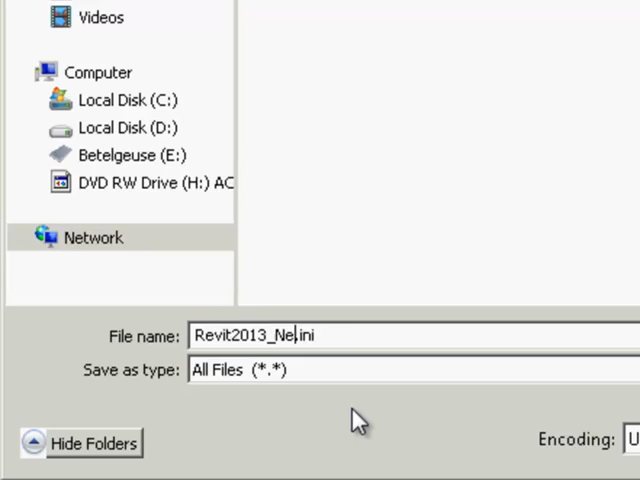 Videos
Computer
Local Disk (C:)
Local Disk (D:)
Betelgeuse (E:)
DVD RW Drive (H:) AC
Network
File name: Revit2013_Ne.ini
Save as type: All Files (*.*)
Hide Folders
Encoding: U